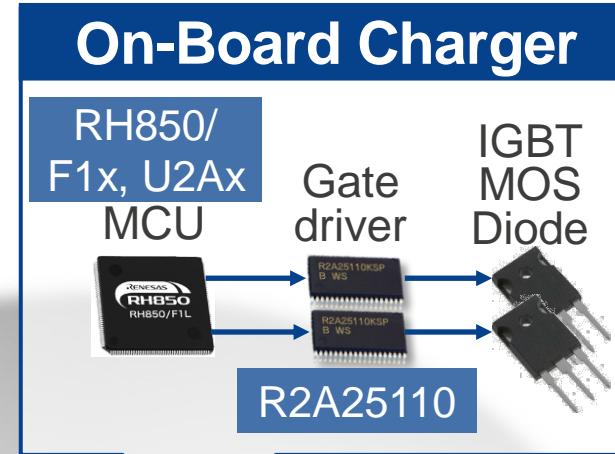 On-Board Charger
RH850/
F1x, U2Ax
MCU
Gate
driver
IGBT
MOS
Diode
RENESAS
RH850
RH850/F1L
R2A25110KSP
B WS
R2A25110KSP
B WS
R2A25110